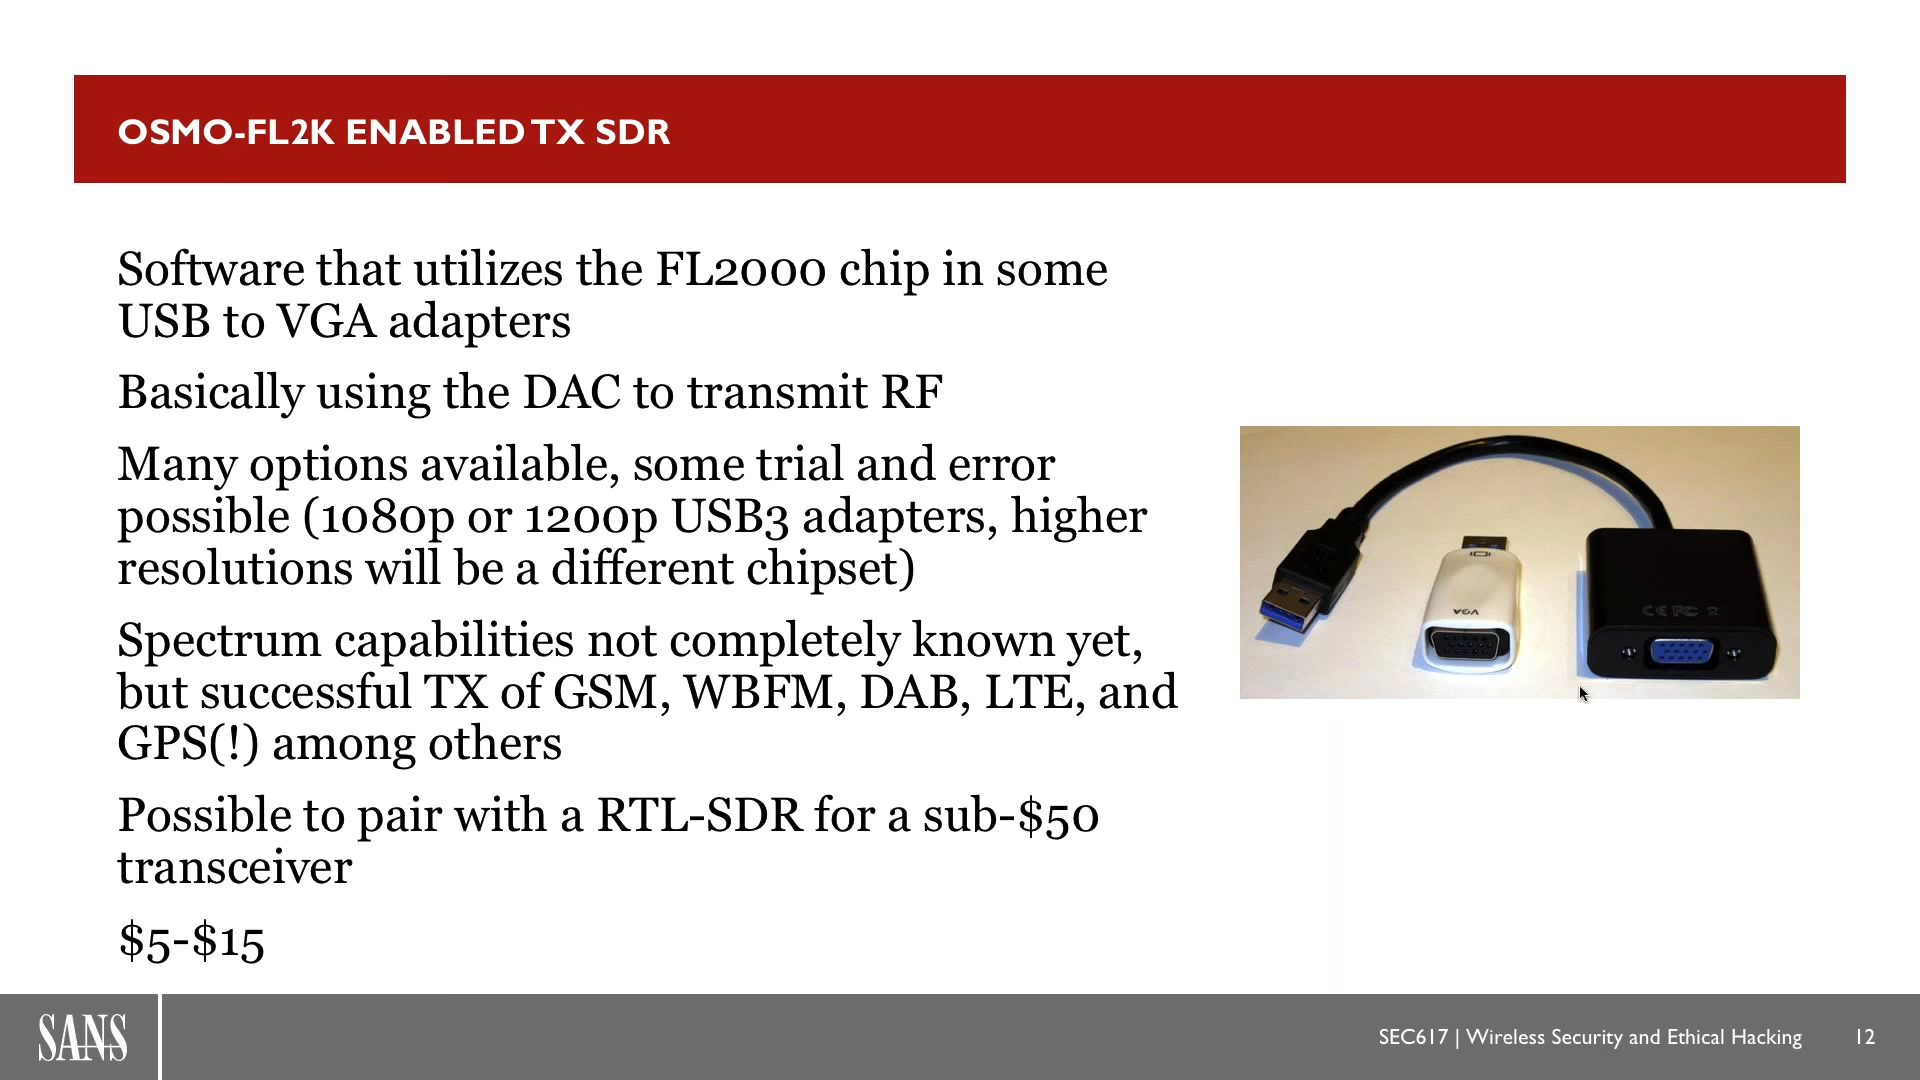 OSMO-FL2K ENABLED TX SDR
Software that utilizes the FL2000 chip in some
USB to VGA adapters
Basically using the DAC to transmit RF
Many options available, some trial and error
possible (1080p or 1200p USB3 adapters, higher
resolutions will be a different chipset)
Spectrum capabilities not completely known yet,
but successful TX of GSM, WBFM, DAB, LTE, and
GPS(!) among others
Possible to pair with a RTL-SDR for a sub-$50
transceiver
$5-$15
VGA
CE FC
SANS
SEC617 | Wireless Security and Ethical Hacking
12